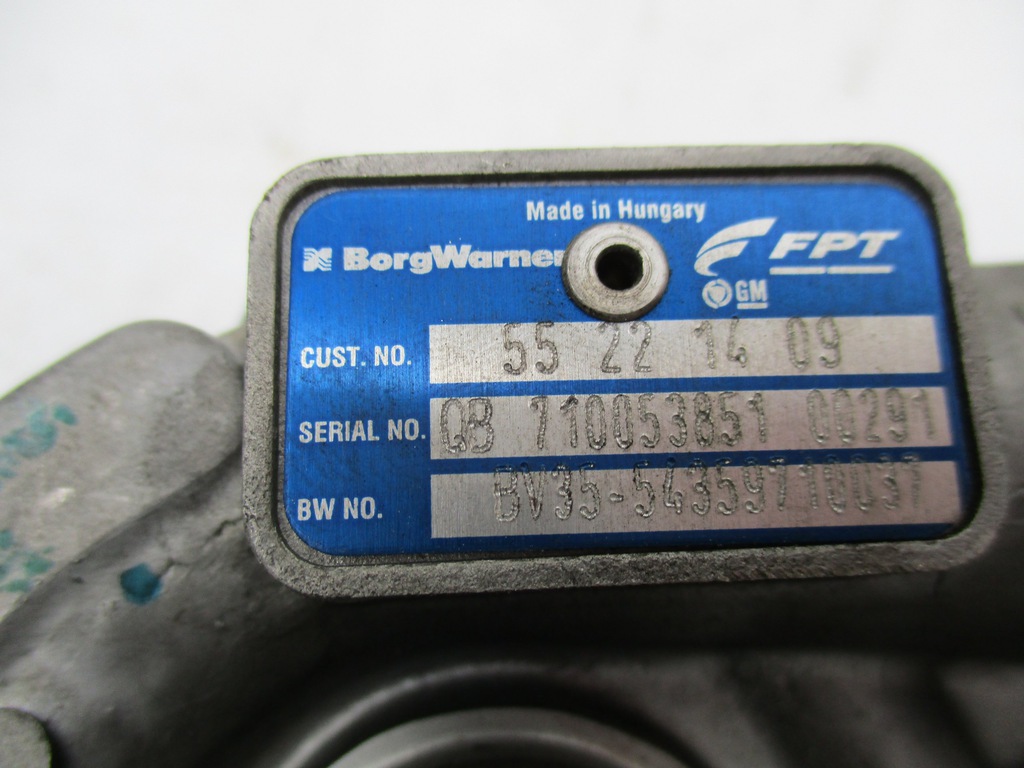 Made in Hungary
BorgWarner FPT
GM
CUST. NO. 55 22 14 09
SERIAL NO. QB 110053851 00291
BW NO. BV35-54359710037